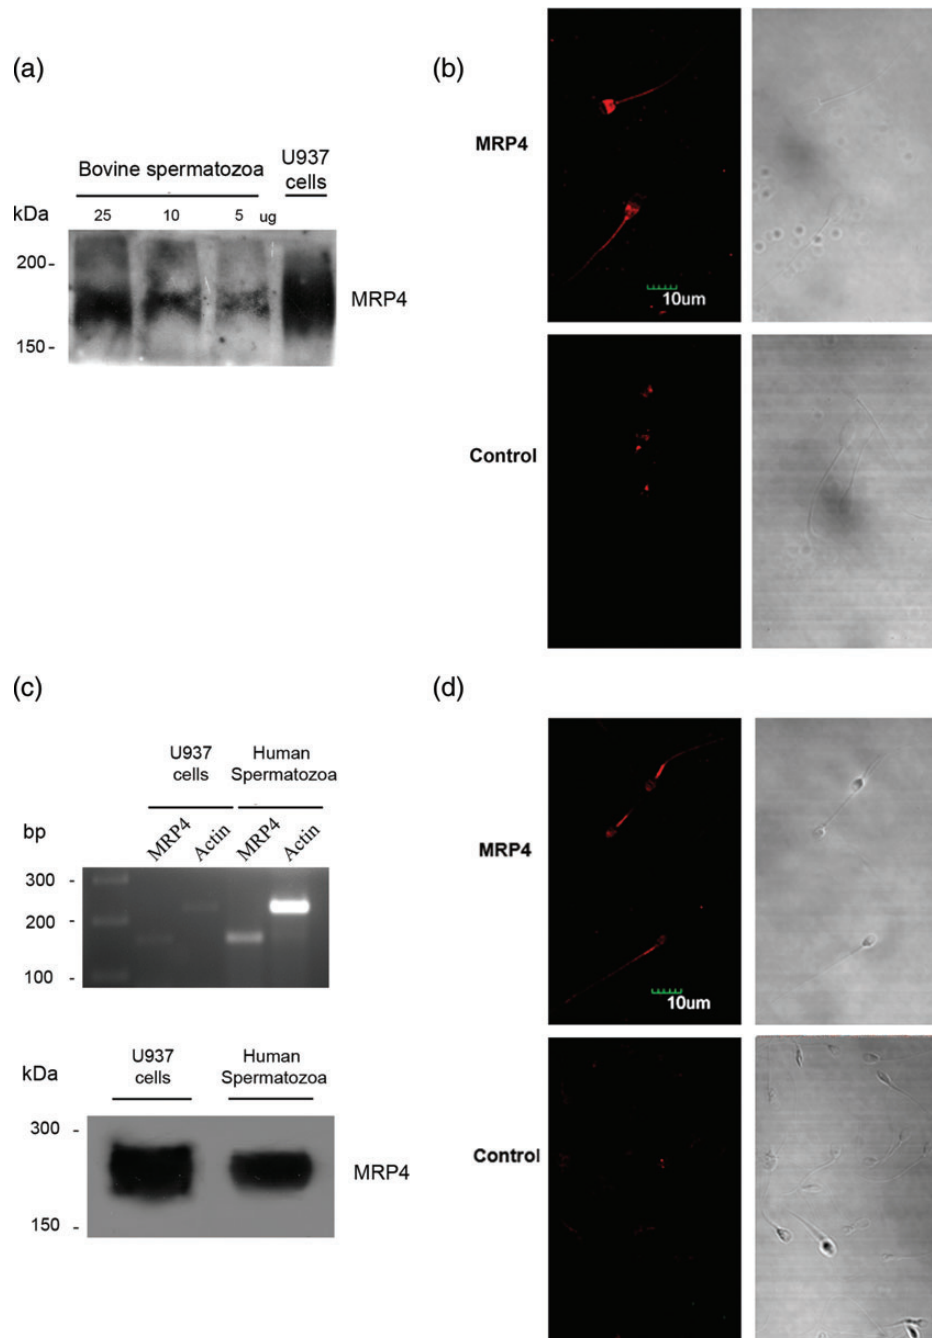 (a)
Bovine spermatozoa
U937
cells
kDa
25 10 5 ug
200-
MRP4
150-
(b)
MRP4
10um
Control
(c)
U937
cells
Human
Spermatozoa
bp
MRP4 Actin MRP4 Actin
300 -
200 -
100 -
kDa
U937
cells
Human
Spermatozoa
300 -
MRP4
150 -
(d)
MRP4
10um
Control